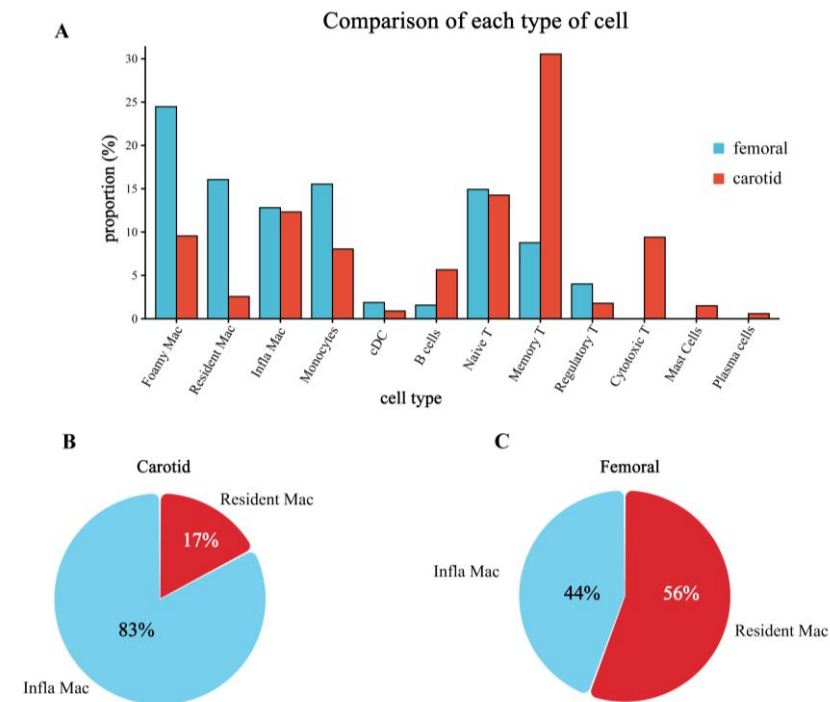 A
Comparison of each type of cell
proportion (%)
30
25
20
15
10
5
0
femoral
carotid
Foamy Mac
Resident Mac
Infla Mac
Monocytes
cDC
B cells
Naive T
Memory T
Regulatory T
Cytotoxic T
Mast Cells
Plasma cells
cell type
B
Carotid
Resident Mac
17%
83%
Infla Mac
C
Femoral
Infla Mac
44%
56%
Resident Mac